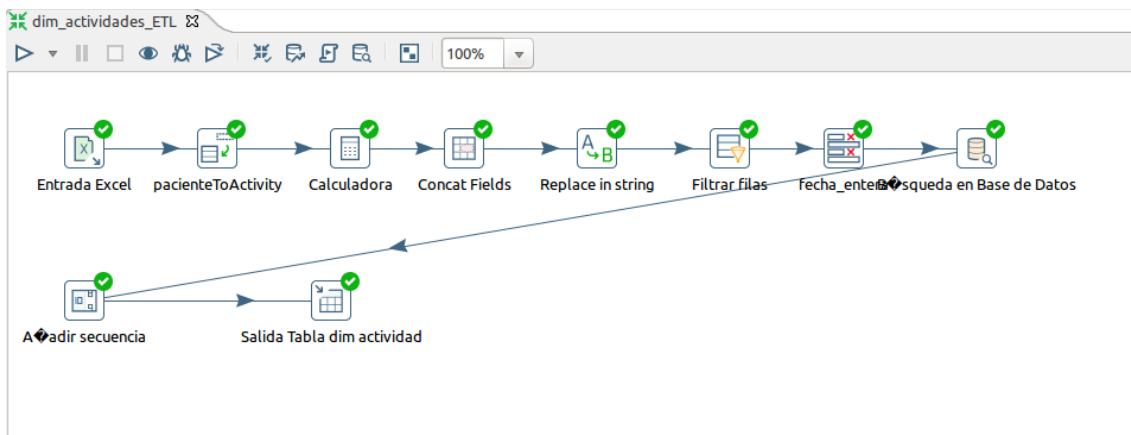 dim_actividades_ETL
100%
Entrada Excel pacienteToActivity Calculadora Concat Fields Replace in string Filtrar filas fecha_entera B�squeda en Base de Datos
A�adir secuencia Salida Tabla dim actividad